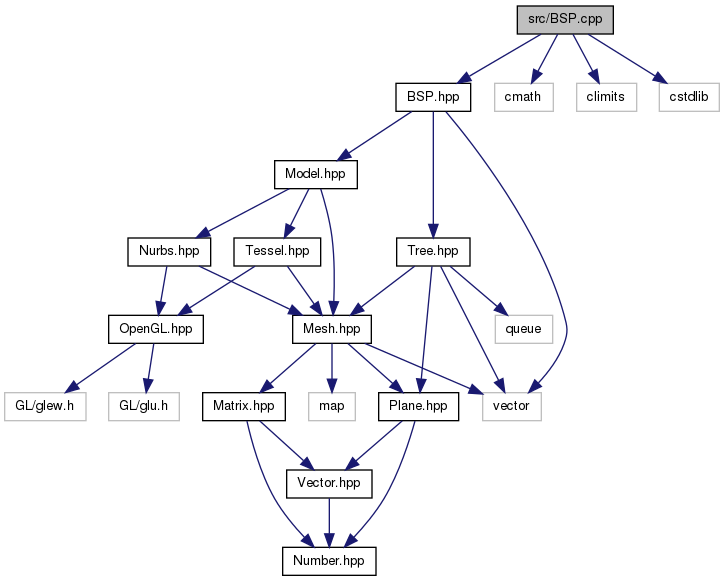 src/BSP.cpp
BSP.hpp
cmath
climits
cstdlib
Model.hpp
Nurbs.hpp
Tessel.hpp
Tree.hpp
OpenGL.hpp
Mesh.hpp
queue
GL/glew.h
GL/glu.h
Matrix.hpp
map
Plane.hpp
vector
Vector.hpp
Number.hpp